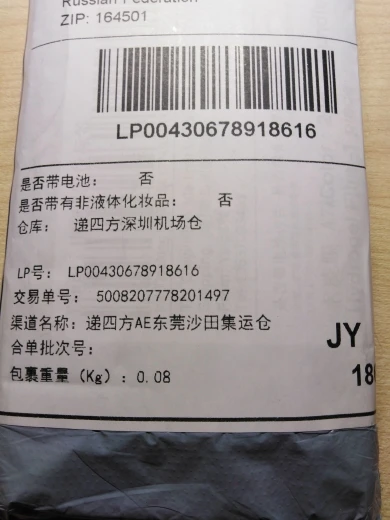 Russian Federation
ZIP: 164501
LP00430678918616
是否带电池： 否
是否带有非液体化妆品： 否
仓库： 递四方深圳机场仓
LP号： LP00430678918616
交易单号： 5008207778201497
渠道名称：递四方AE东莞沙田集运仓
合单批次号：
包裹重量（Kg）：0.08
JY
18